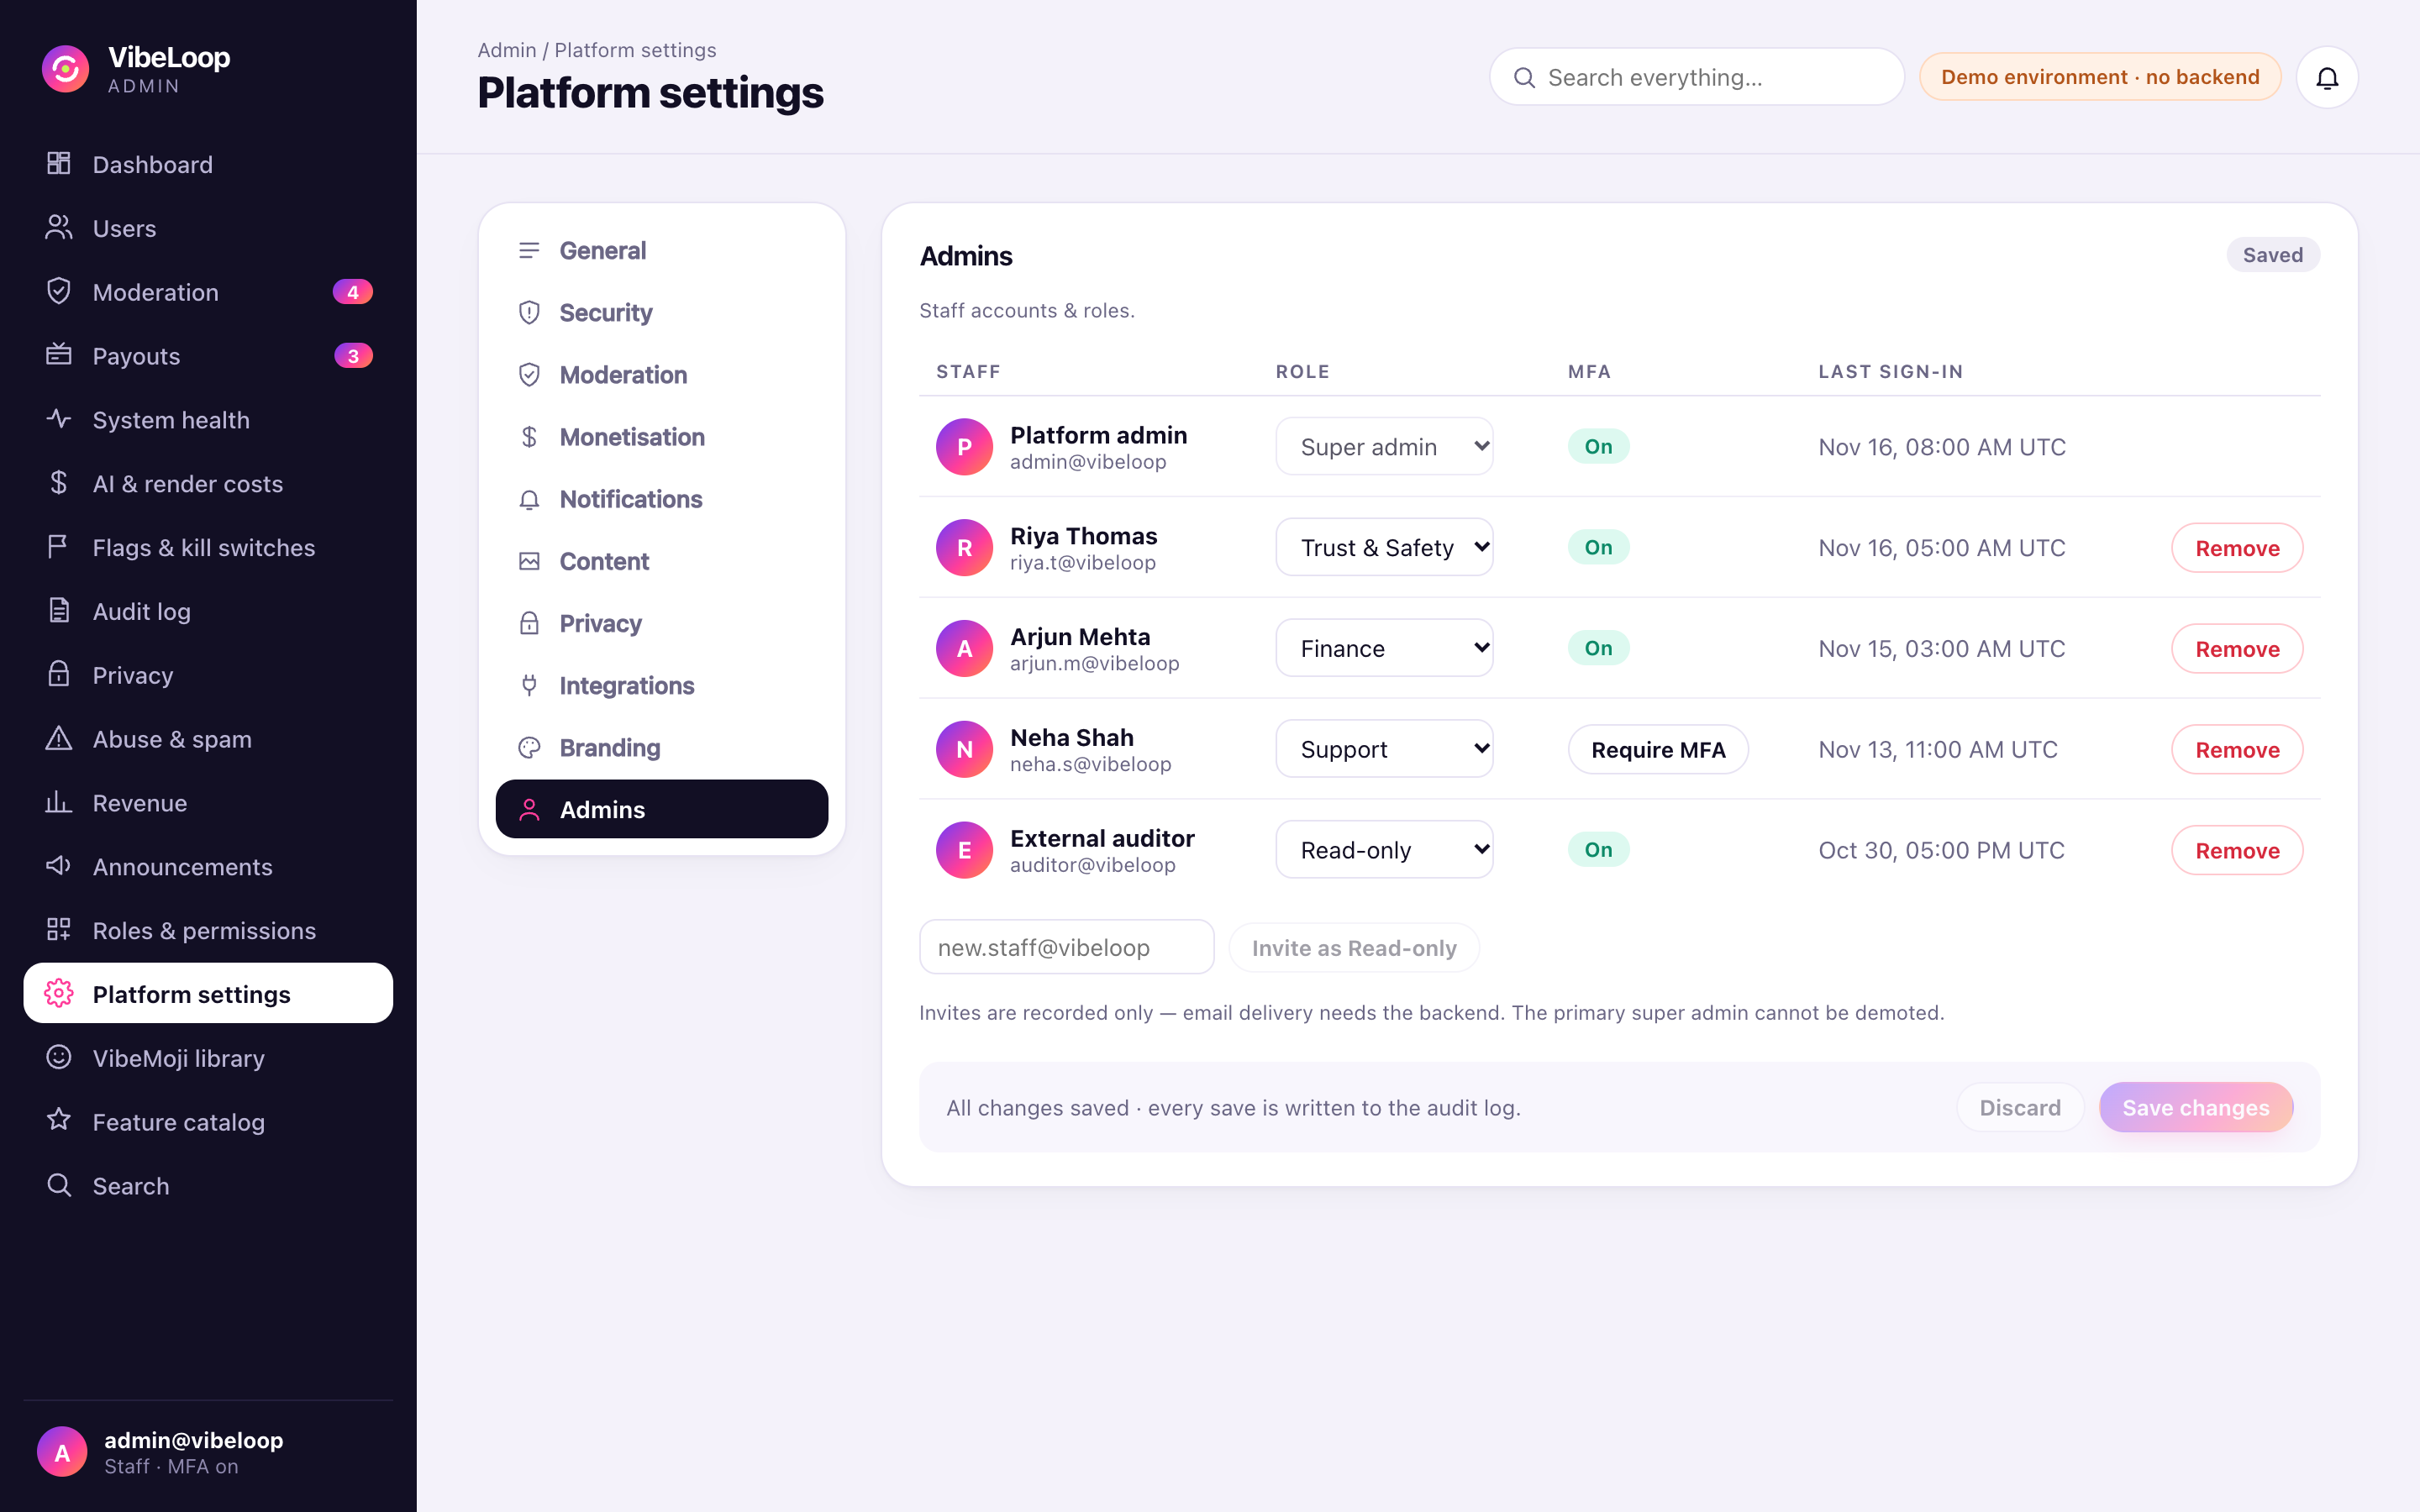 VibeLoop
ADMIN
Dashboard
Users
Moderation 4
Payouts 3
System health
AI & render costs
Flags & kill switches
Audit log
Privacy
Abuse & spam
Revenue
Announcements
Roles & permissions
Platform settings
VibeMoji library
Feature catalog
Search
A
admin@vibeloop
Staff · MFA on
Admin / Platform settings
Platform settings
Search everything...
Demo environment · no backend
General
Security
Moderation
Monetisation
Notifications
Content
Privacy
Integrations
Branding
Admins
Admins
Saved
Staff accounts & roles.
STAFF ROLE MFA LAST SIGN-IN
P Platform admin Super admin On Nov 16, 08:00 AM UTC
admin@vibeloop
R Riya Thomas Trust & Safety On Nov 16, 05:00 AM UTC Remove
riya.t@vibeloop
A Arjun Mehta Finance On Nov 15, 03:00 AM UTC Remove
arjun.m@vibeloop
N Neha Shah Support Require MFA Nov 13, 11:00 AM UTC Remove
neha.s@vibeloop
E External auditor Read-only On Oct 30, 05:00 PM UTC Remove
auditor@vibeloop
new.staff@vibeloop Invite as Read-only
Invites are recorded only — email delivery needs the backend. The primary super admin cannot be demoted.
All changes saved · every save is written to the audit log. Discard Save changes